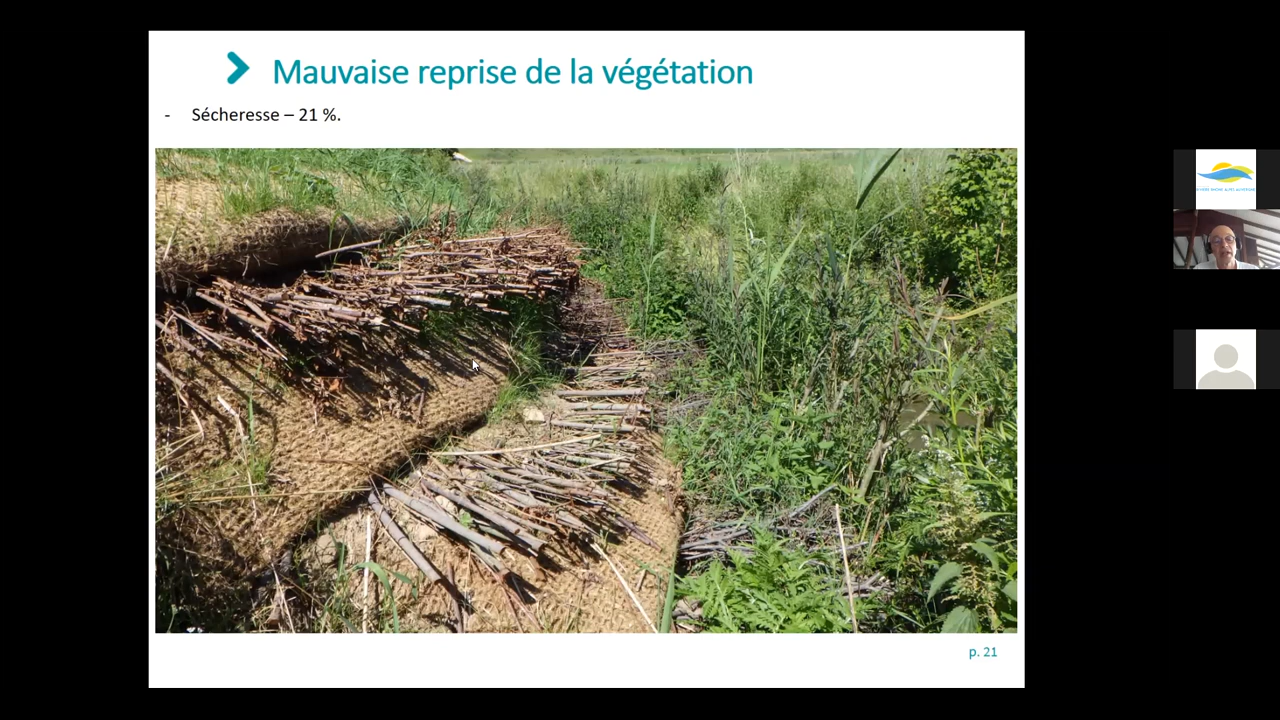 Mauvaise reprise de la végétation
- Sécheresse – 21 %.
p. 21